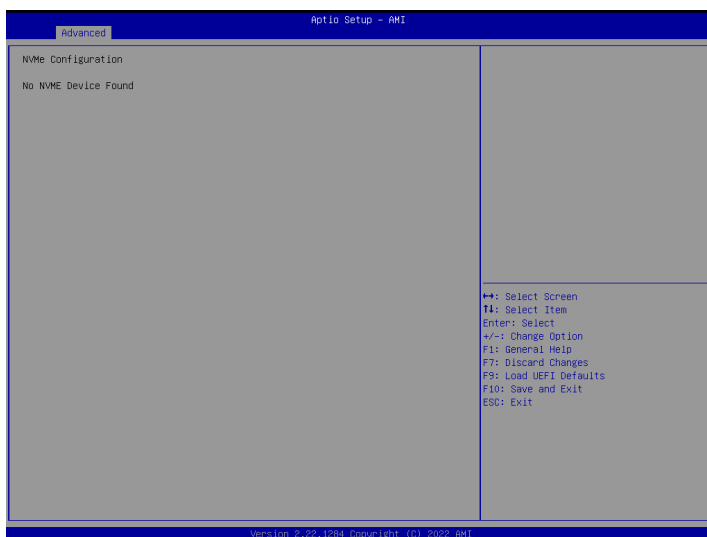 Aptio Setup – AMI
Advanced
NVMe Configuration
No NVME Device Found
↔: Select Screen
↑↓: Select Item
Enter: Select
+/-: Change Option
F1: General Help
F7: Discard Changes
F9: Load UEFI Defaults
F10: Save and Exit
ESC: Exit
Version 2.22.1284 Copyright (C) 2022 AMI